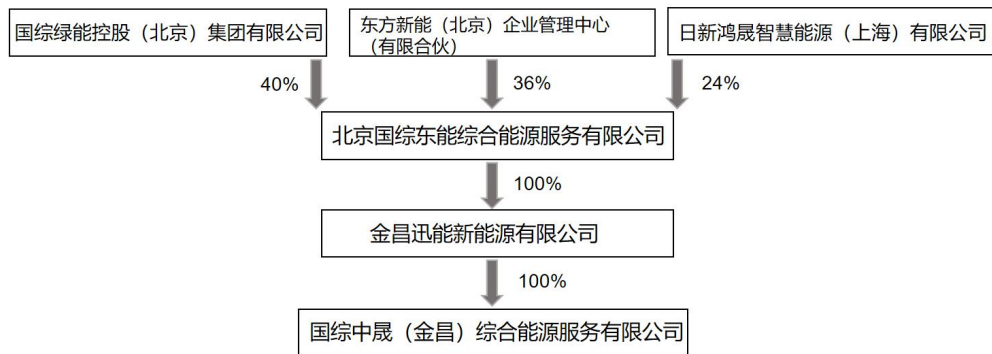 国综绿能控股（北京）集团有限公司
东方新能（北京）企业管理中心
（有限合伙）
日新鸿晟智慧能源（上海）有限公司
40%
36%
24%
北京国综东能综合能源服务有限公司
100%
金昌迅能新能源有限公司
100%
国综中晟（金昌）综合能源服务有限公司